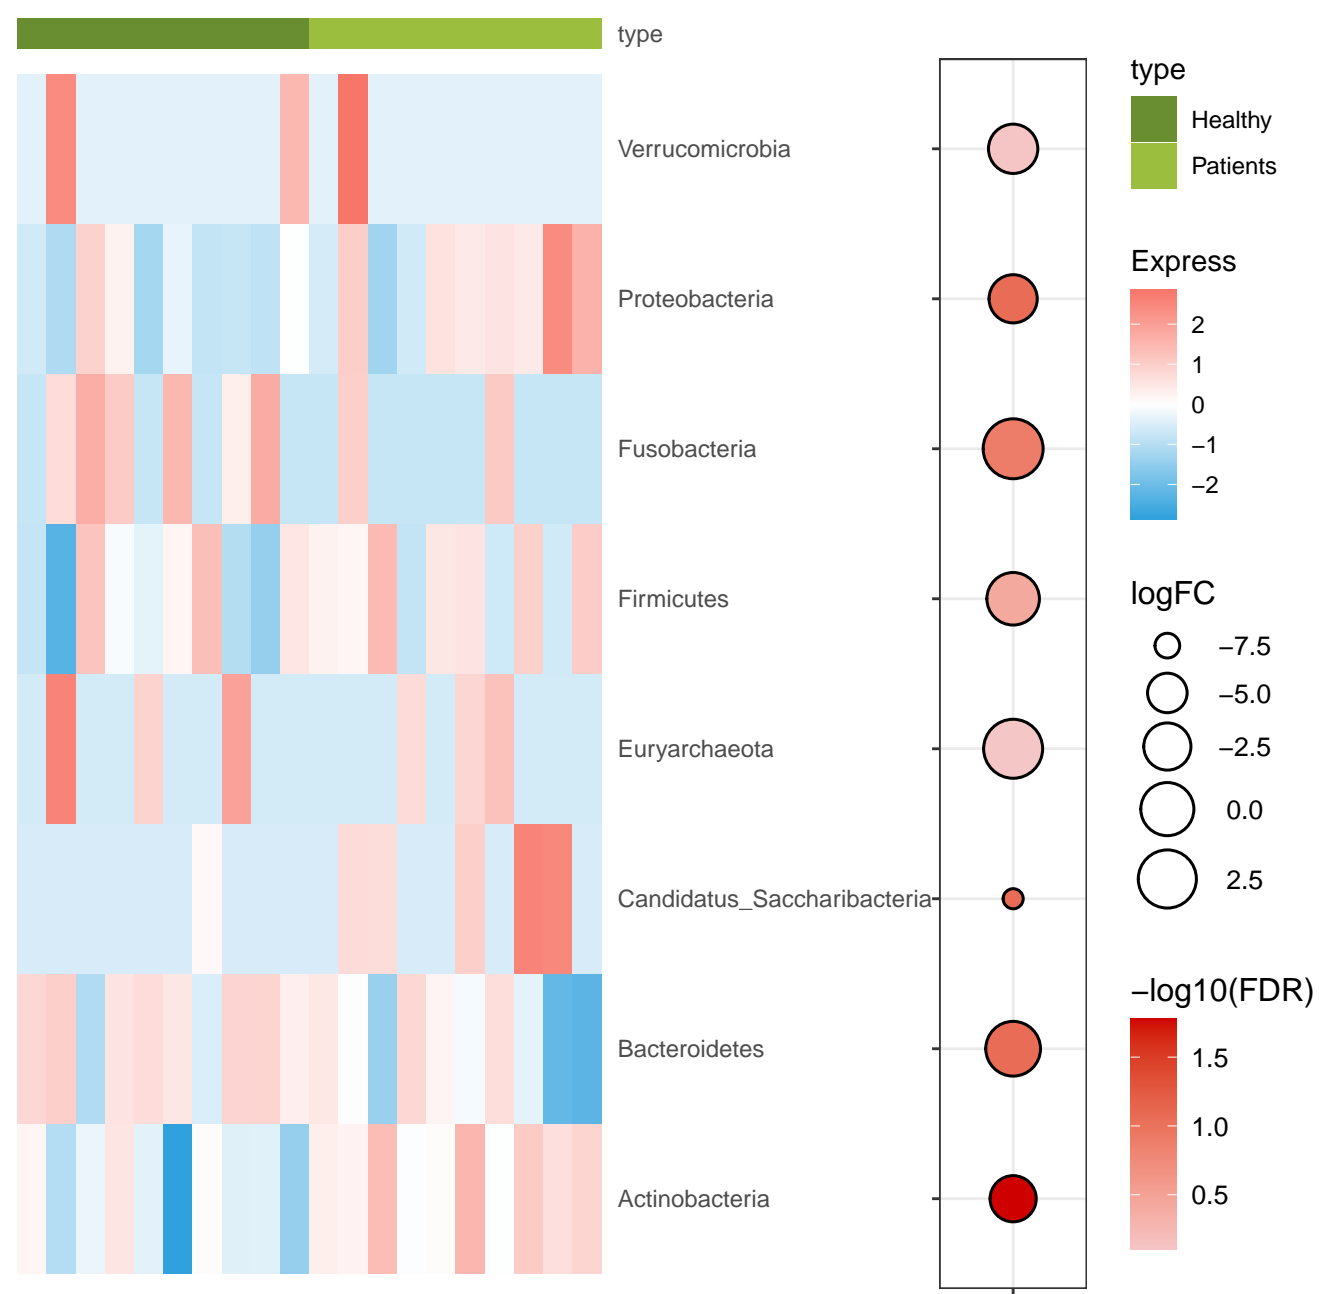 type
Verrucomicrobia
Proteobacteria
Fusobacteria
Firmicutes
Euryarchaeota
Candidatus_Saccharibacteria
Bacteroidetes
Actinobacteria
type
Healthy
Patients
Express
2
1
0
−1
−2
logFC
−7.5
−5.0
−2.5
0.0
2.5
−log10(FDR)
1.5
1.0
0.5